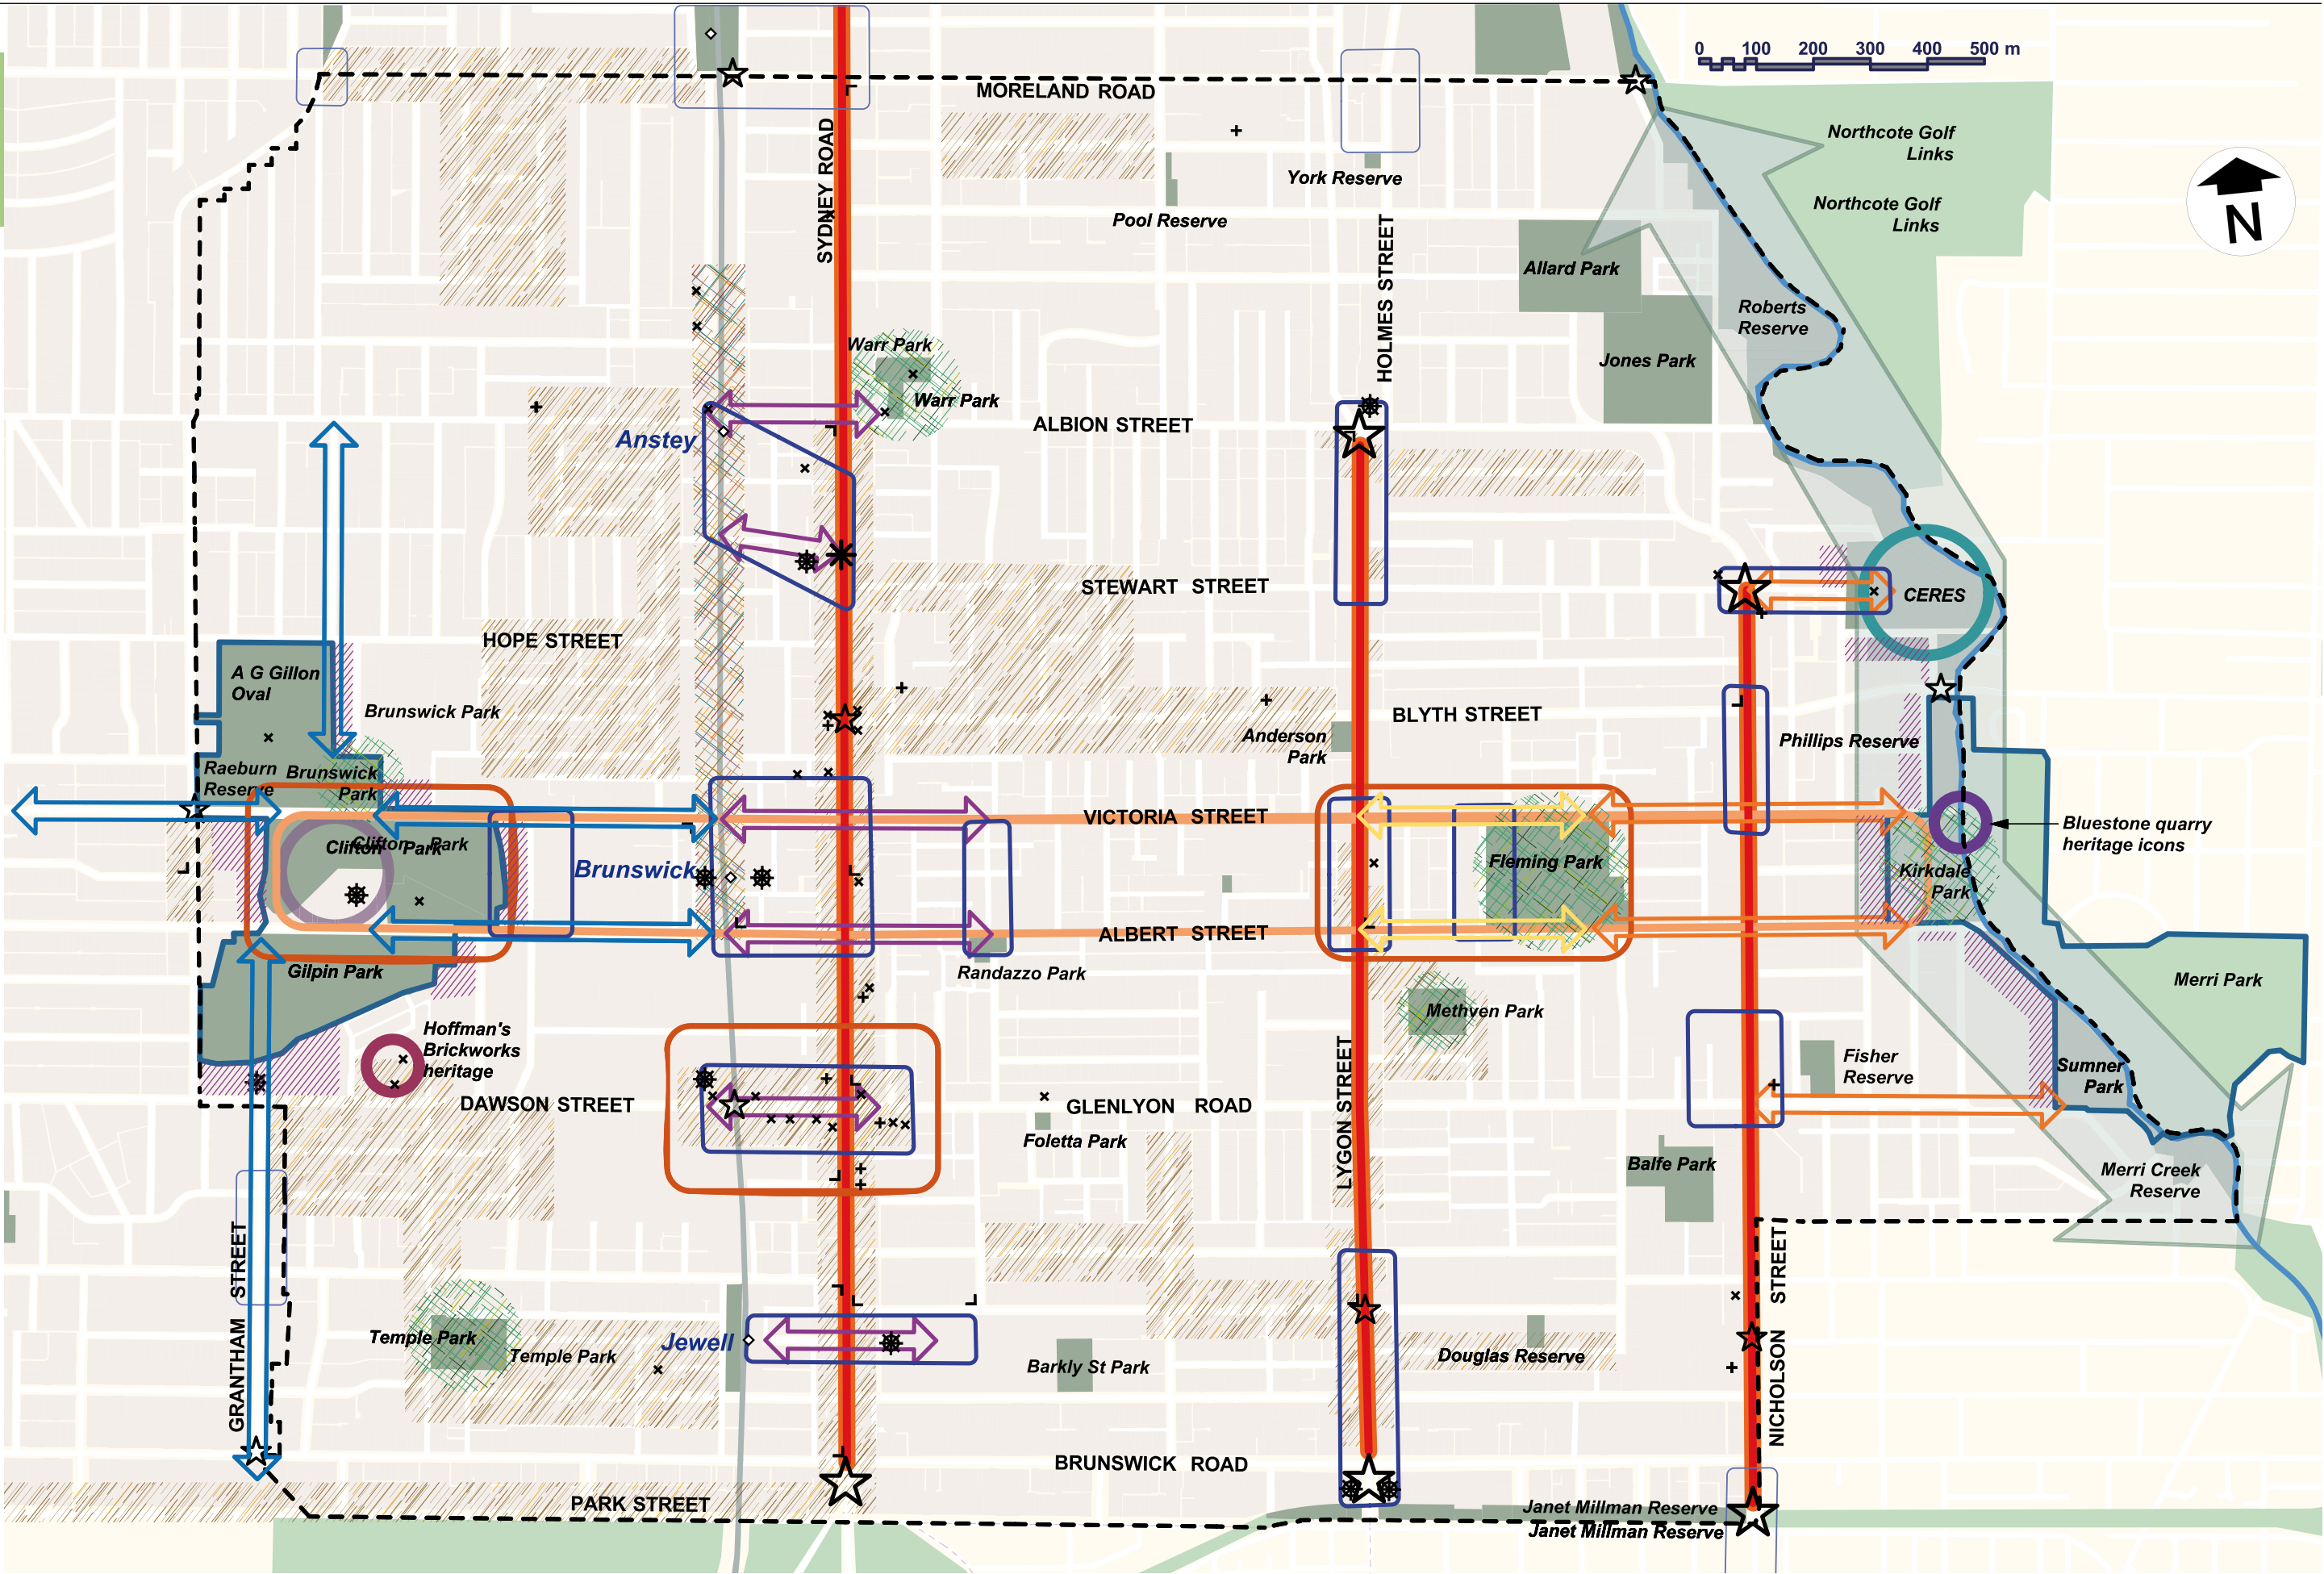 0 100 200 300 400 500 m
MORELAND ROAD
Northcote Golf
Links
SYDNEY ROAD
York Reserve
Northcote Golf
Links
N
Pool Reserve
HOLMES STREET
Allard Park
Roberts
Reserve
Warr Park
Jones Park
Warr Park
ALBION STREET
Anstey
STEWART STREET
CERES
HOPE STREET
A G Gillon
Oval
Brunswick Park
BLYTH STREET
Anderson
Park
Phillips Reserve
Raeburn
Reserve
Brunswick
Park
VICTORIA STREET
Bluestone quarry
heritage icons
Clifton Park
Clifton Park
Brunswick
Fleming Park
Kirkdale
Park
ALBERT STREET
Gilpin Park
Randazzo Park
Merri Park
Methven Park
Hoffman's
Brickworks
heritage
LYGON STREET
Fisher
Reserve
Sumner
Park
DAWSON STREET
GLENLYON ROAD
Foletta Park
Balfe Park
Merri Creek
Reserve
GRANTHAM STREET
NICHOLSON STREET
Temple Park
Temple Park
Jewell
Barkly St Park
Douglas Reserve
BRUNSWICK ROAD
PARK STREET
Janet Millman Reserve
Janet Millman Reserve